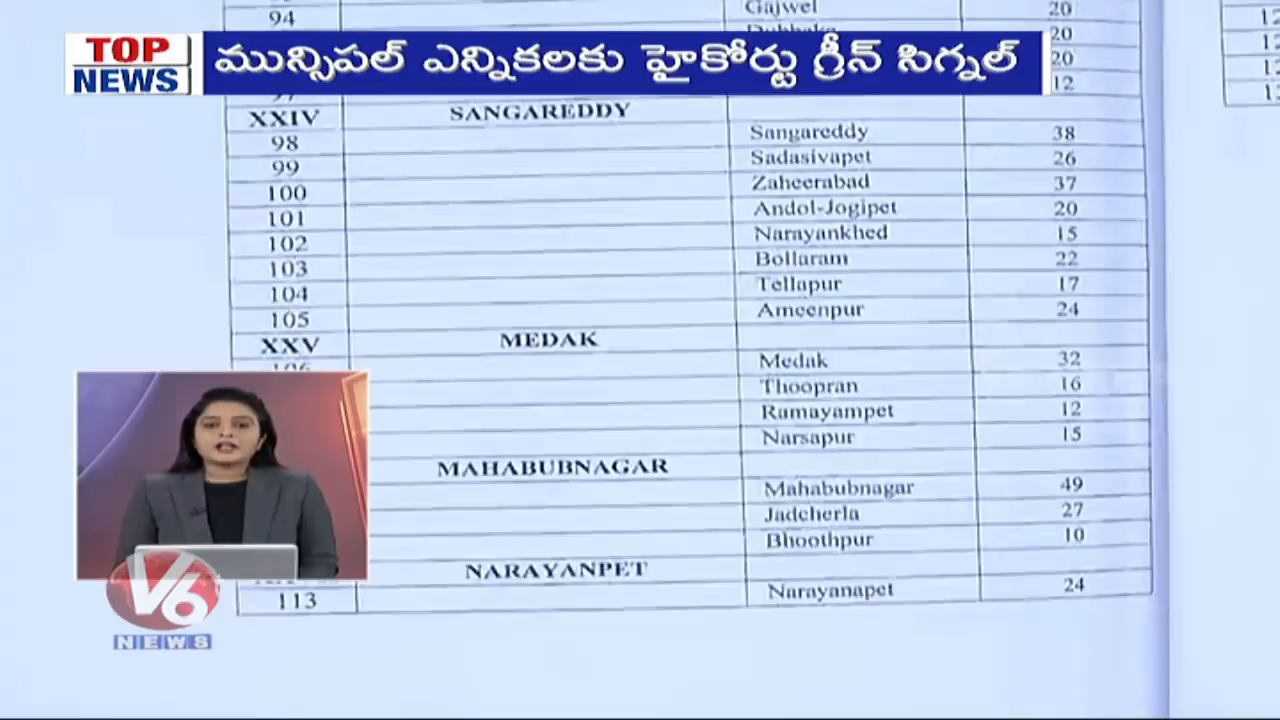 94 Gajwel 20
20
TOP
NEWS
మున్సిపల్ ఎన్నికలకు హైకోర్టు గ్రీన్ సిగ్నల్
20
12
XXIV SANGAREDDY
98 Sangareddy 38
99 Sadasivapet 26
100 Zaheerabad 37
101 Andol-Jogipet 20
102 Narayankhed 15
103 Bollaram 22
104 Tellapur 17
105 Ameenpur 24
XXV MEDAK
106 Medak 32
Thoopran 16
Ramayampet 12
Narsapur 15
MAHABUBNAGAR
Mahabubnagar 49
Jadcherla 27
Bhoothpur 10
NARAYANPET
113 Narayanapet 24
V6
NEWS